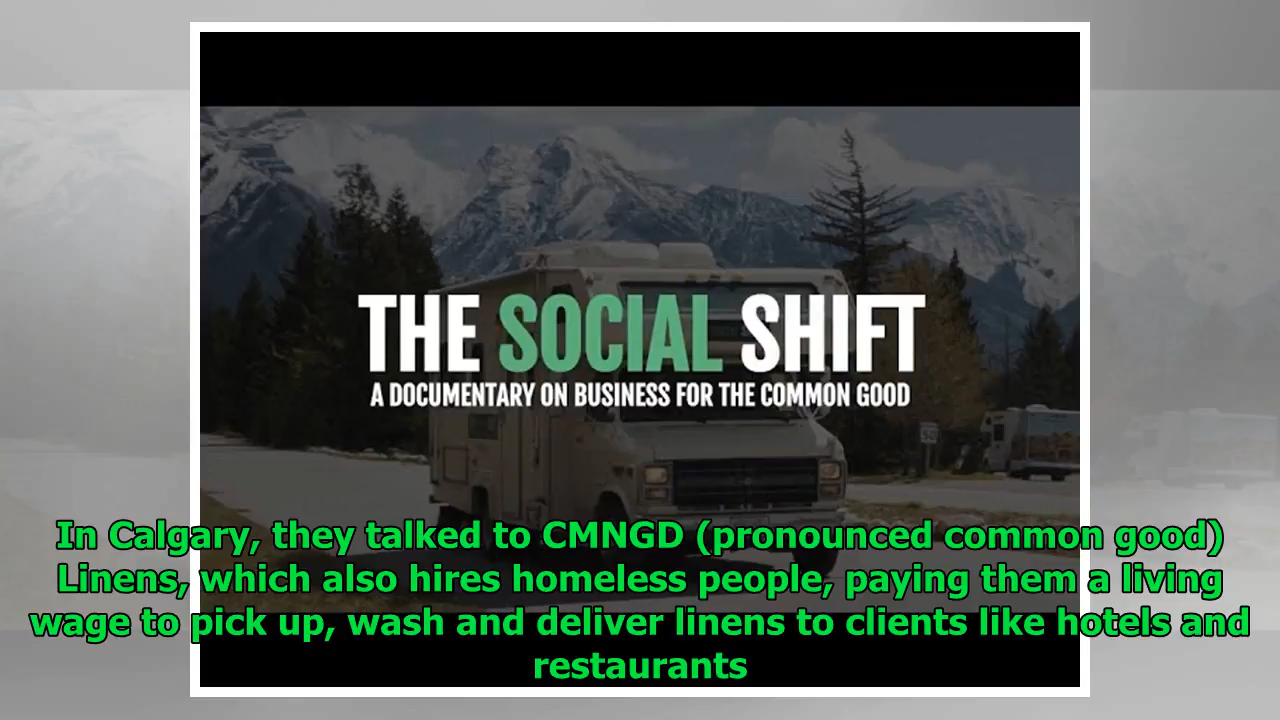 THE SOCIAL SHIFT
A DOCUMENTARY ON BUSINESS FOR THE COMMON GOOD
In Calgary, they talked to CMNGD (pronounced common good)
Linens, which also hires homeless people, paying them a living
wage to pick up, wash and deliver linens to clients like hotels and
restaurants